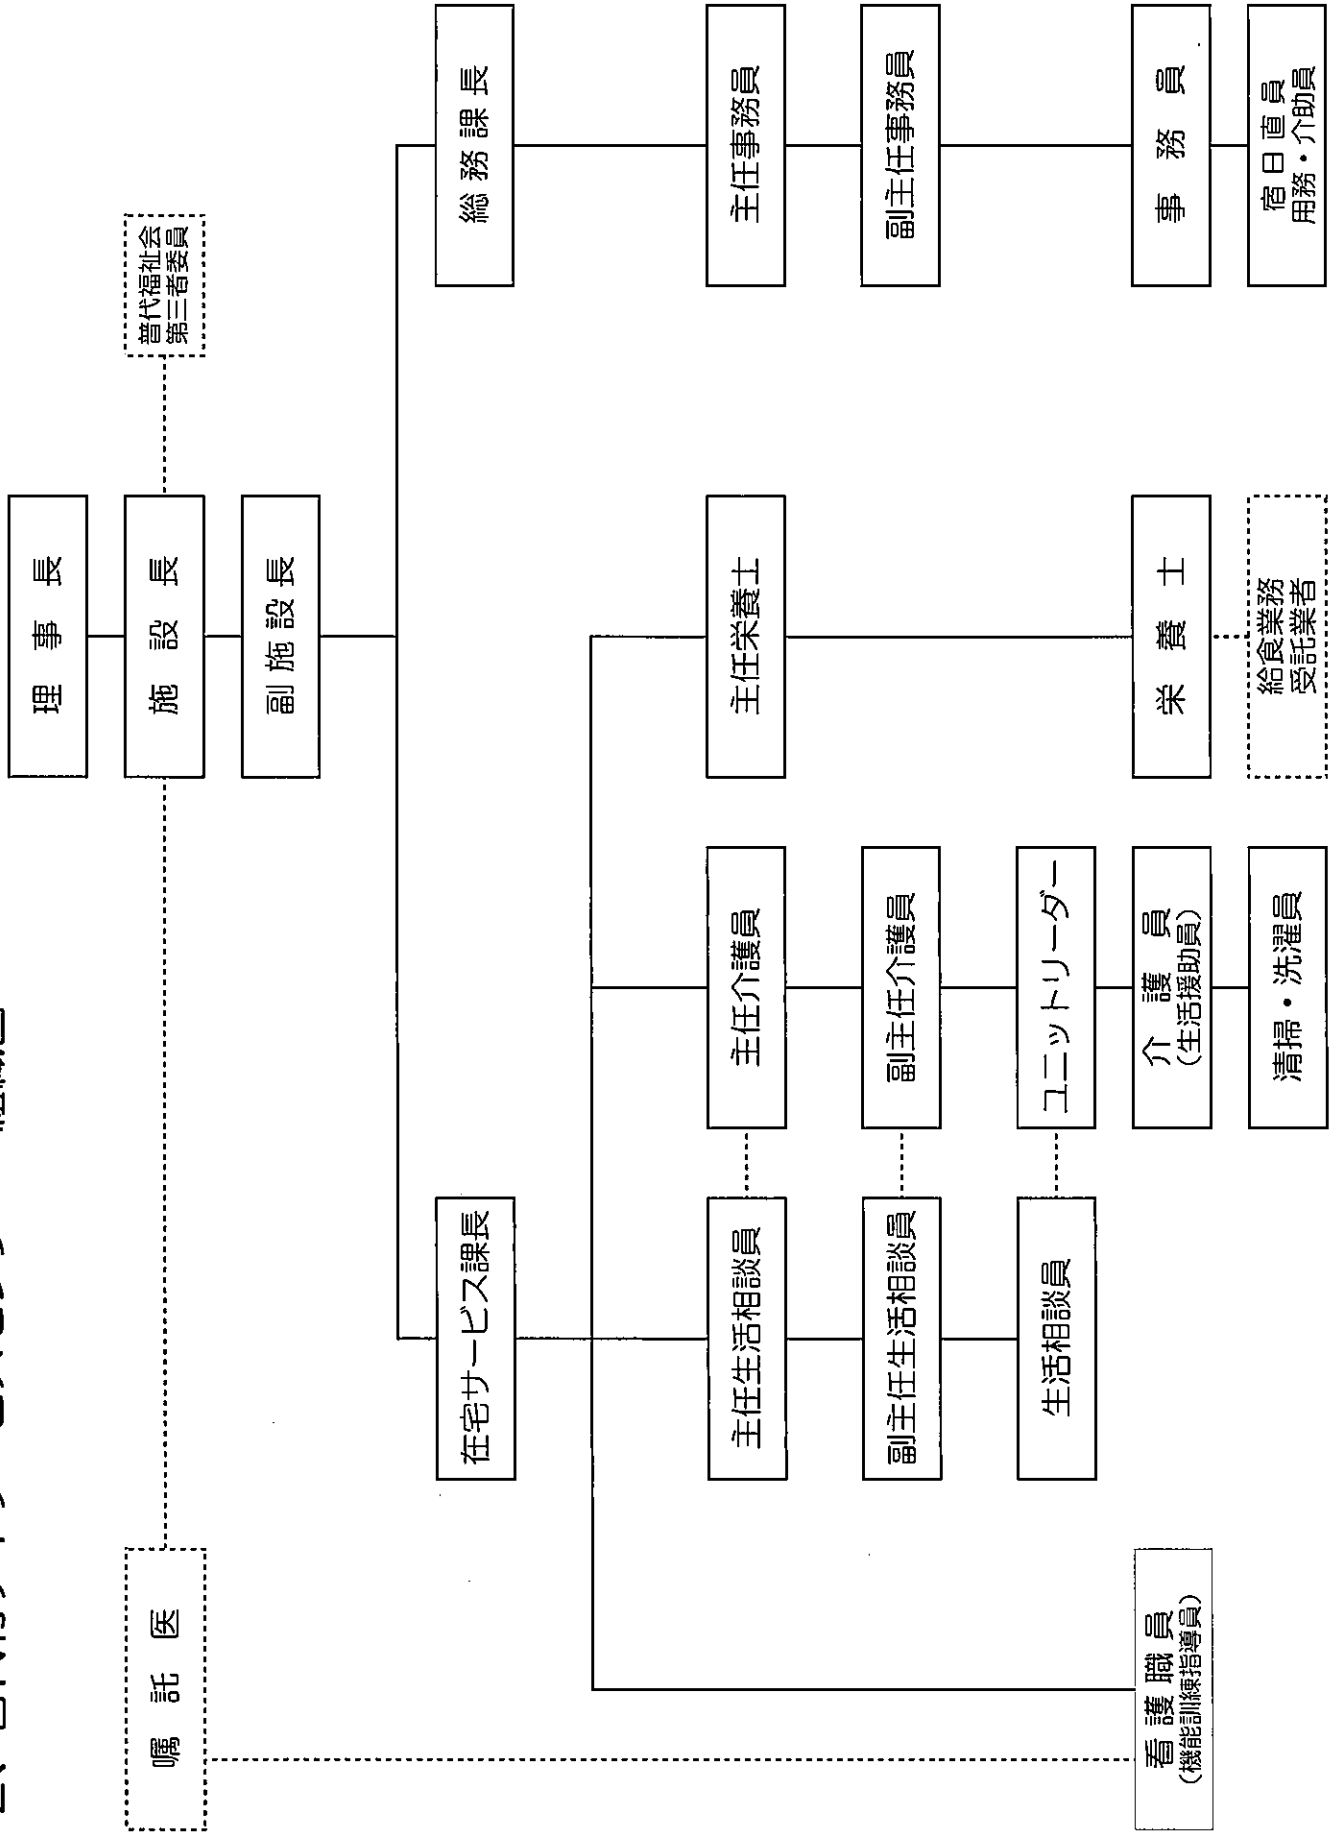 理事長
施設長
普代福祉会
第三者委員
嘱託医
副施設長
総務課長
在宅サービス課長
主任事務員
主任栄養士
主任介護員
主任生活相談員
副主任事務員
副主任介護員
副主任生活相談員
ユニットリーダー
生活相談員
事務員
栄養士
介護員
(生活援助員)
看護職員
(機能訓練指導員)
宿日直員
用務・介助員
給食業務
受託業者
清掃・洗濯員